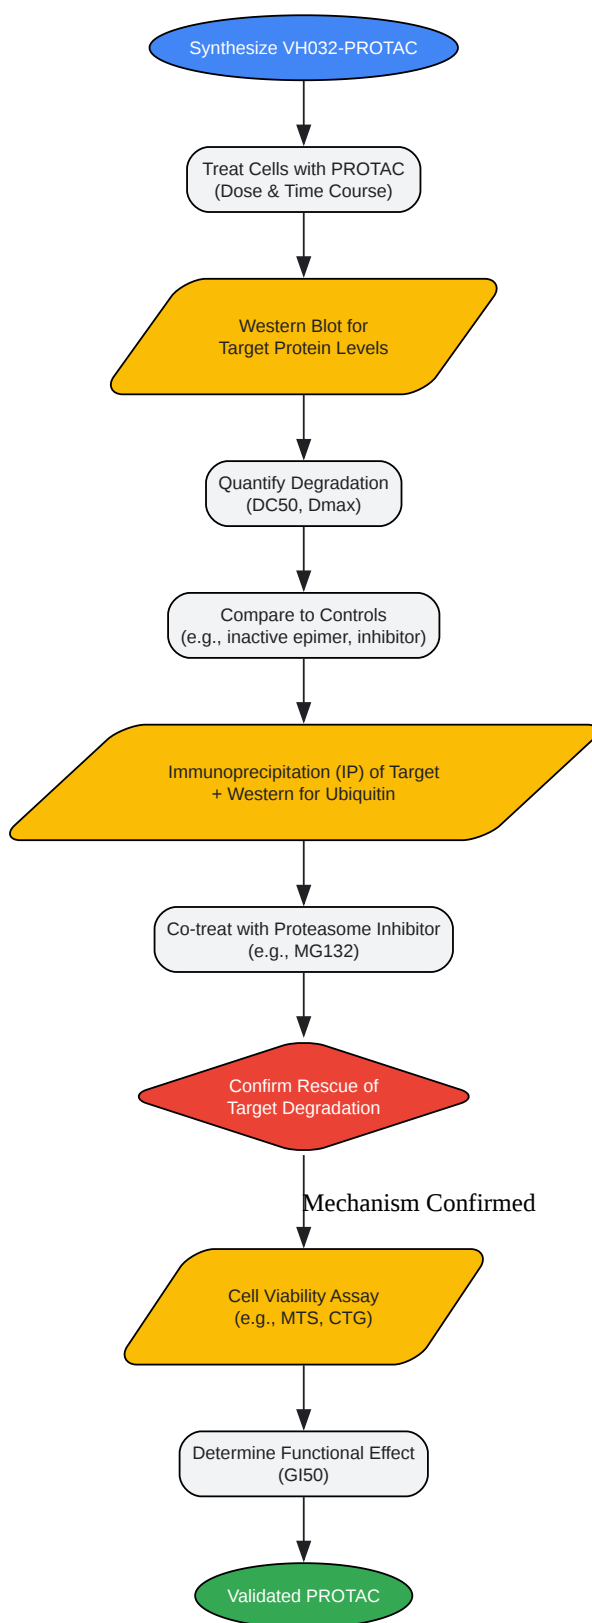 Synthesize VH032-PROTAC
Treat Cells with PROTAC
(Dose & Time Course)
Western Blot for
Target Protein Levels
Quantify Degradation
(DC50, Dmax)
Compare to Controls
(e.g., inactive epimer, inhibitor)
Immunoprecipitation (IP) of Target
+ Western for Ubiquitin
Co-treat with Proteasome Inhibitor
(e.g., MG132)
Confirm Rescue of
Target Degradation
Mechanism Confirmed
Cell Viability Assay
(e.g., MTS, CTG)
Determine Functional Effect
(GI50)
Validated PROTAC